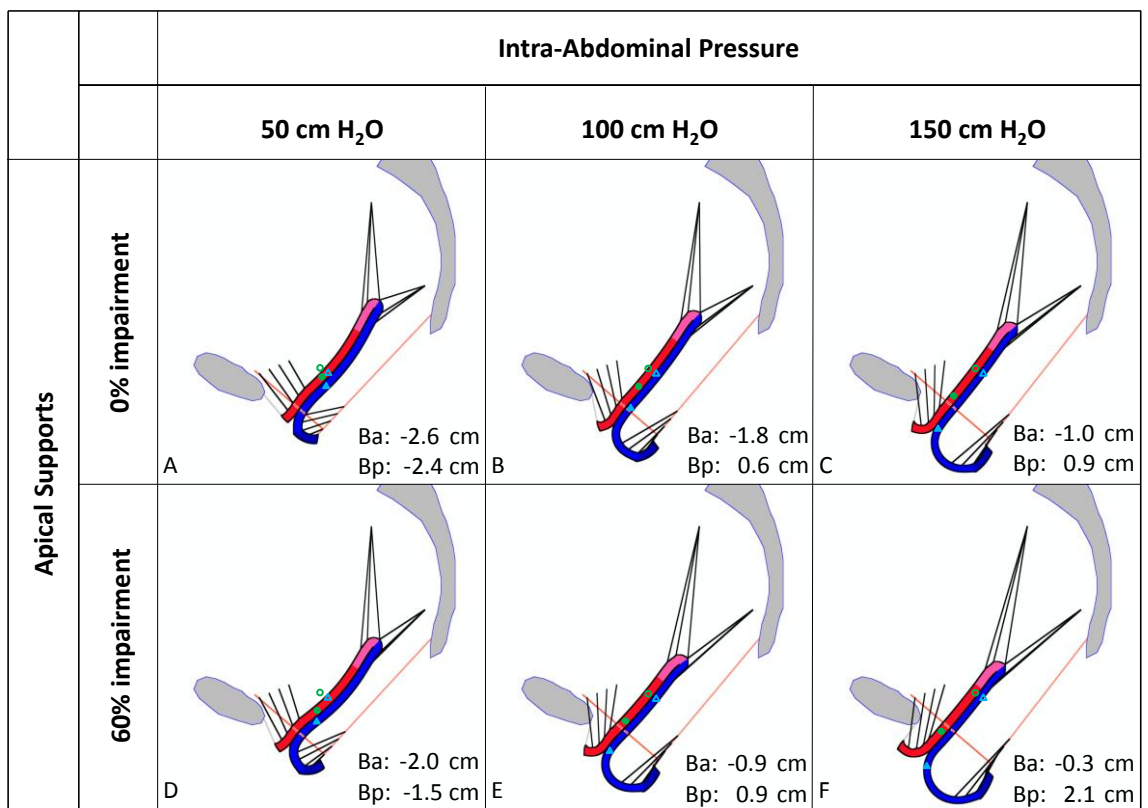 Intra-Abdominal Pressure
50 cm H₂O
100 cm H₂O
150 cm H₂O
Apical Supports
0% impairment
Ba: -2.6 cm
Bp: -2.4 cm
A
Ba: -1.8 cm
Bp: 0.6 cm
B
Ba: -1.0 cm
Bp: 0.9 cm
C
60% impairment
Ba: -2.0 cm
Bp: -1.5 cm
D
Ba: -0.9 cm
Bp: 0.9 cm
E
Ba: -0.3 cm
Bp: 2.1 cm
F